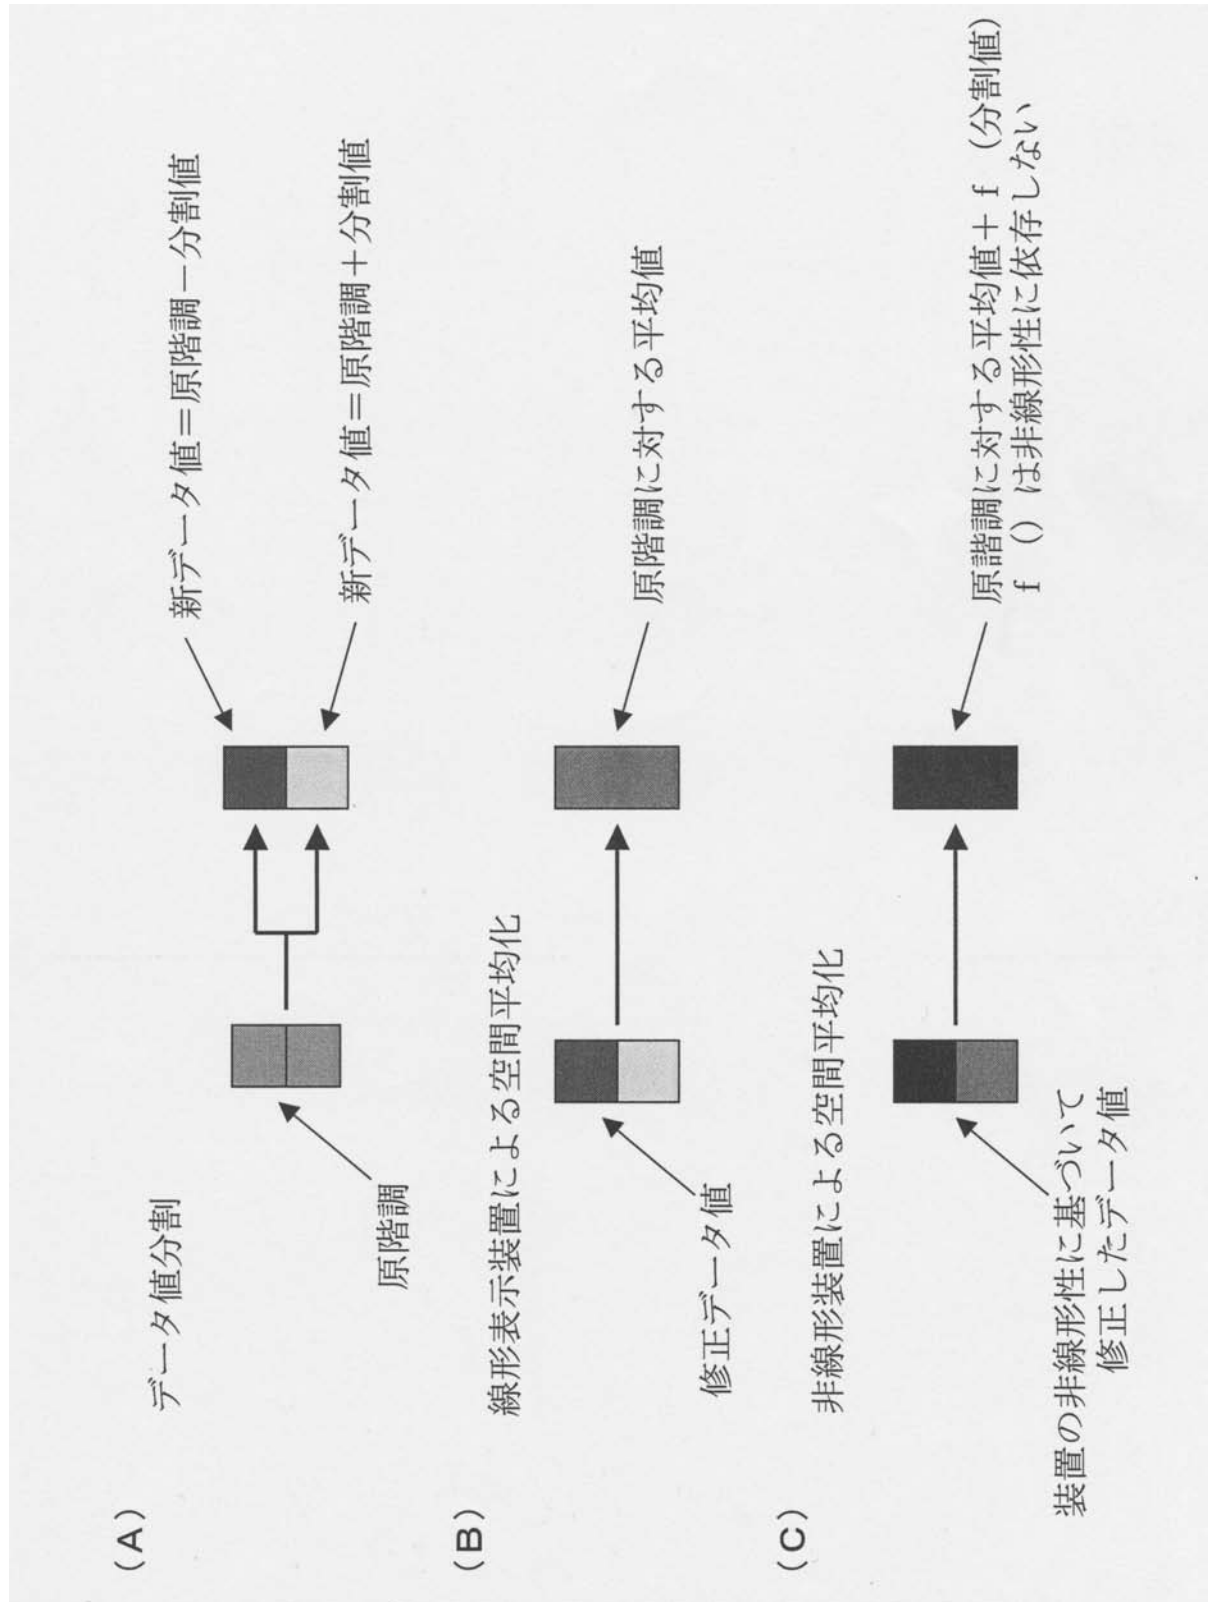 (A)
データ値分割
原階調
新データ値＝原階調－分割値
新データ値＝原階調＋分割値
(B)
線形表示装置による空間平均化
修正データ値
原階調に対する平均値
(C)
非線形装置による空間平均化
装置の非線形性に基づいて
修正したデータ値
原諧調に対する平均値＋ｆ（分割値）
ｆ（）は非線形性に依存しない